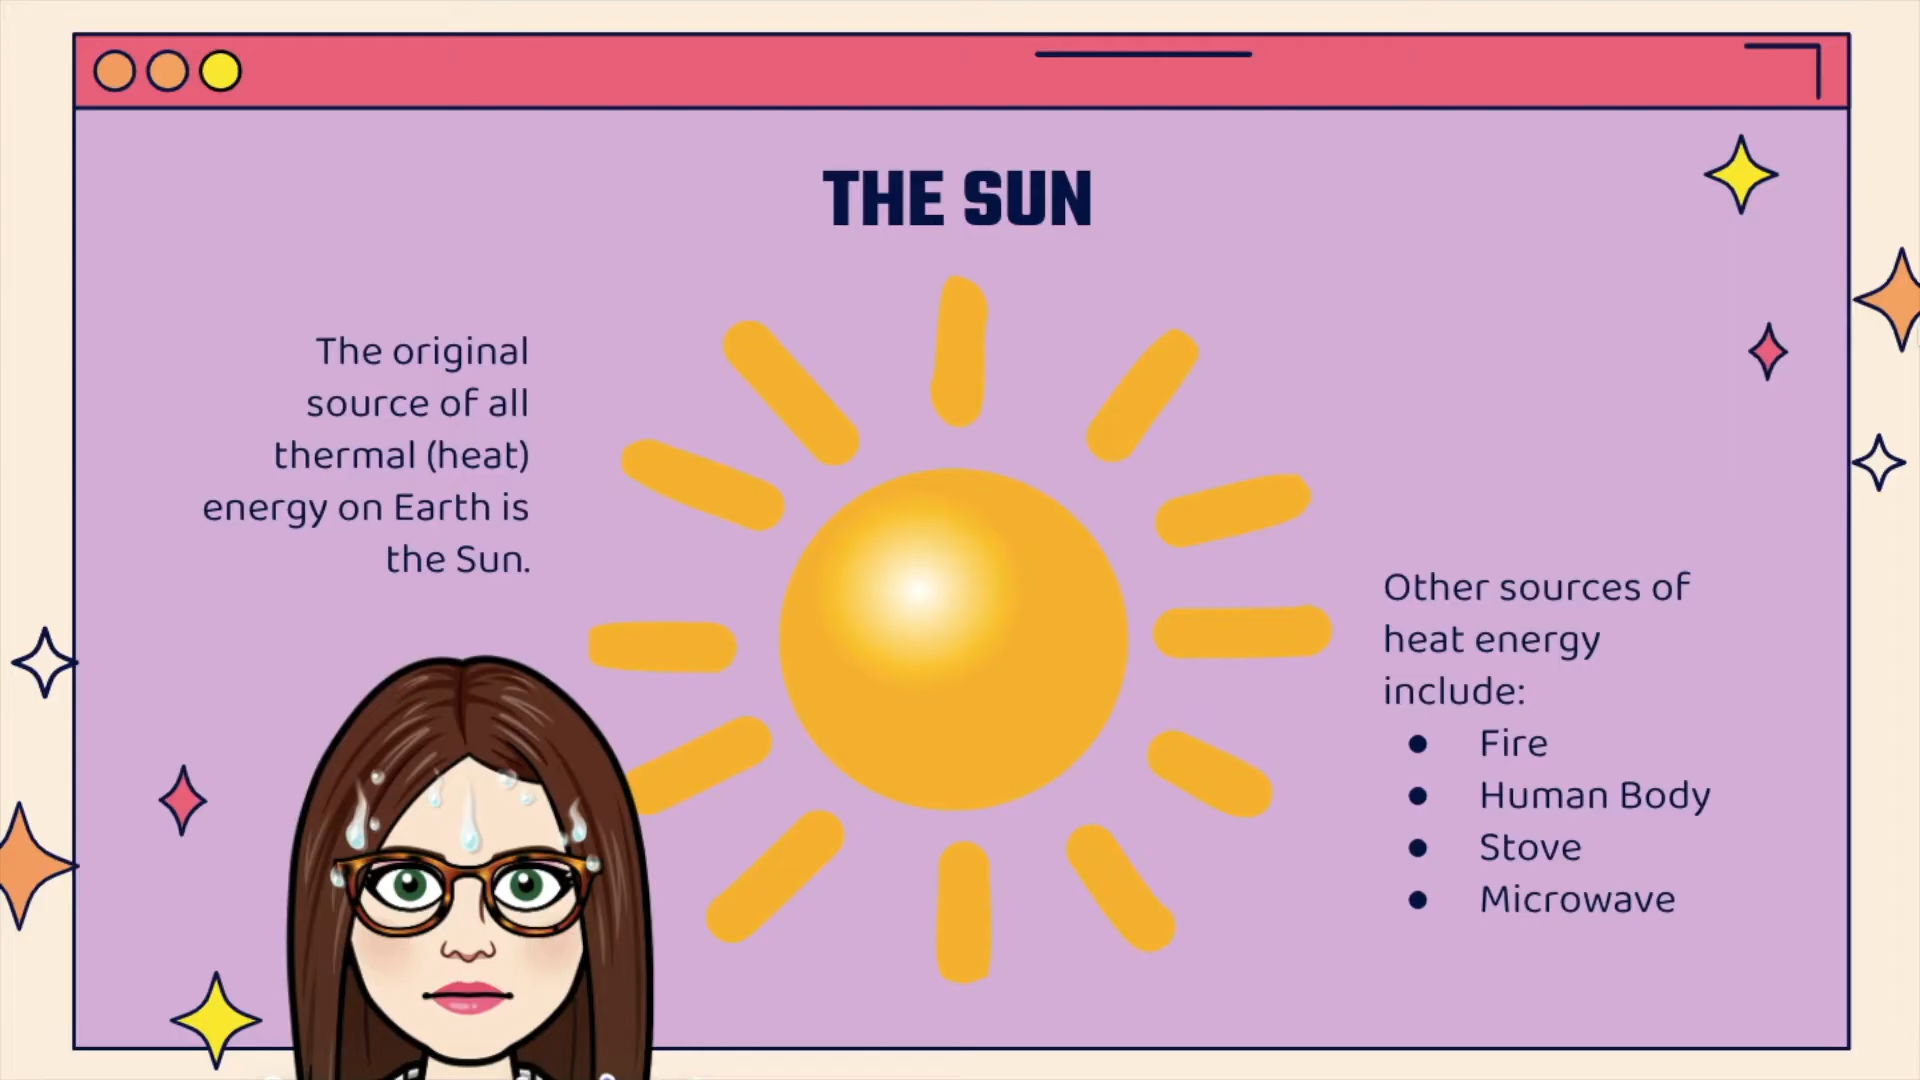 THE SUN
The original
source of all
thermal (heat)
energy on Earth is
the Sun.
Other sources of
heat energy
include:
● Fire
● Human Body
● Stove
● Microwave